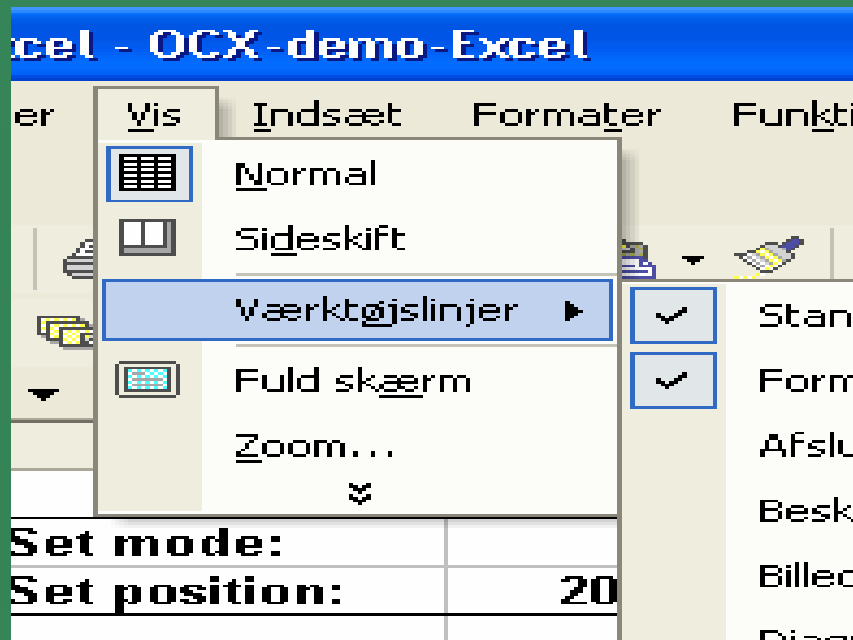 cel - OCX-demo-Excel
er Vis Indsæt Formater Funkti
Normal
Sideskift
Værktøjslinjer
Stan
Fuld skærm
Form
Zoom...
Afslu
Besk
Set mode:
Set position: 20
Billed